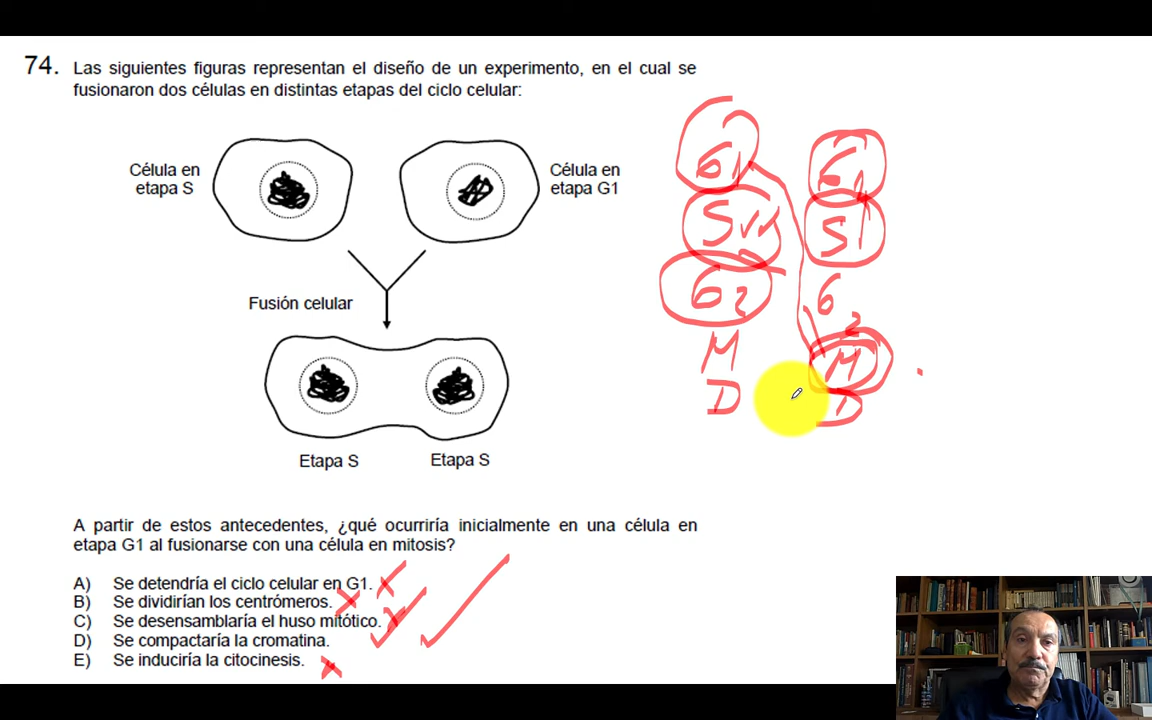 74. Las siguientes figuras representan el diseño de un experimento, en el cual se
fusionaron dos células en distintas etapas del ciclo celular:
Célula en
etapa S
Célula en
etapa G1
Fusión celular
Etapa S
Etapa S
G1
S
G2
M
D
G1
S
G2
M
D
A partir de estos antecedentes, ¿qué ocurriría inicialmente en una célula en
etapa G1 al fusionarse con una célula en mitosis?
A) Se detendría el ciclo celular en G1.
B) Se dividirían los centrómeros.
C) Se desensamblaría el huso mitótico.
D) Se compactaría la cromatina.
E) Se induciría la citocinesis.